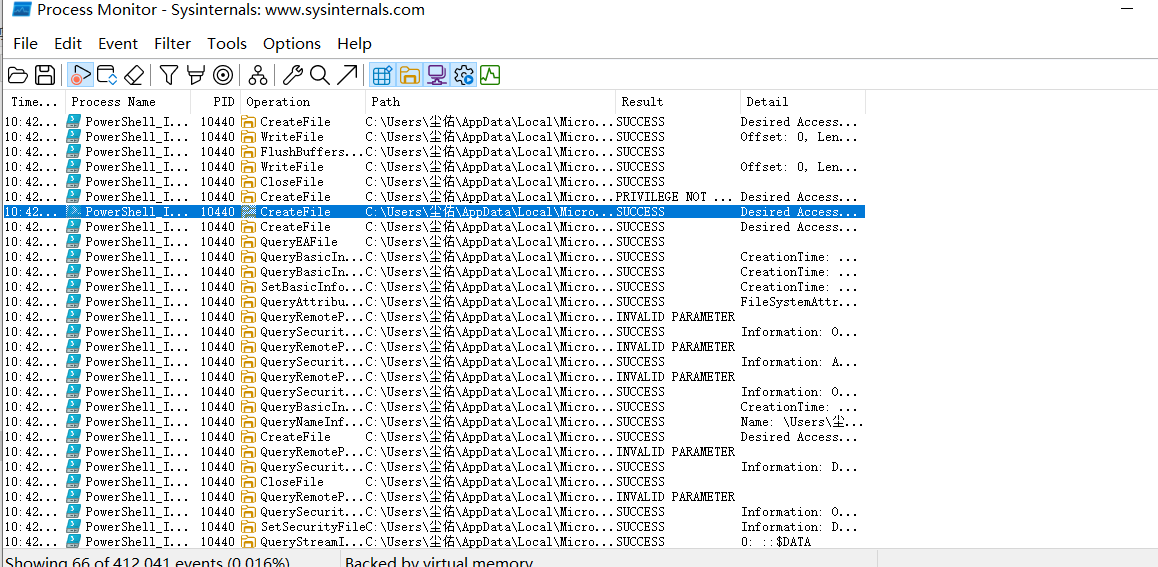 Process Monitor - Sysinternals: www.sysinternals.com
File Edit Event Filter Tools Options Help
Time... Process Name PID Operation Path Result Detail
10:42... PowerShell_I... 10440 CreateFile C:\Users\尘佑\AppData\Local\Micro... SUCCESS Desired Access...
10:42... PowerShell_I... 10440 WriteFile C:\Users\尘佑\AppData\Local\Micro... SUCCESS Offset: 0, Len...
10:42... PowerShell_I... 10440 FlushBuffers... C:\Users\尘佑\AppData\Local\Micro... SUCCESS
10:42... PowerShell_I... 10440 WriteFile C:\Users\尘佑\AppData\Local\Micro... SUCCESS Offset: 0, Len...
10:42... PowerShell_I... 10440 CloseFile C:\Users\尘佑\AppData\Local\Micro... SUCCESS
10:42... PowerShell_I... 10440 CreateFile C:\Users\尘佑\AppData\Local\Micro... PRIVILEGE NOT ... Desired Access...
10:42... PowerShell_I... 10440 CreateFile C:\Users\尘佑\AppData\Local\Micro... SUCCESS Desired Access...
10:42... PowerShell_I... 10440 CreateFile C:\Users\尘佑\AppData\Local\Micro... SUCCESS Desired Access...
10:42... PowerShell_I... 10440 QueryEAFile C:\Users\尘佑\AppData\Local\Micro... SUCCESS
10:42... PowerShell_I... 10440 QueryBasicIn... C:\Users\尘佑\AppData\Local\Micro... SUCCESS CreationTime: ...
10:42... PowerShell_I... 10440 QueryBasicIn... C:\Users\尘佑\AppData\Local\Micro... SUCCESS CreationTime: ...
10:42... PowerShell_I... 10440 SetBasicInfo... C:\Users\尘佑\AppData\Local\Micro... SUCCESS CreationTime: ...
10:42... PowerShell_I... 10440 QueryAttribu... C:\Users\尘佑\AppData\Local\Micro... SUCCESS FileSystemAttr...
10:42... PowerShell_I... 10440 QueryRemoteP... C:\Users\尘佑\AppData\Local\Micro... INVALID PARAMETER
10:42... PowerShell_I... 10440 QuerySecurit... C:\Users\尘佑\AppData\Local\Micro... SUCCESS Information: O...
10:42... PowerShell_I... 10440 QueryRemoteP... C:\Users\尘佑\AppData\Local\Micro... INVALID PARAMETER
10:42... PowerShell_I... 10440 QuerySecurit... C:\Users\尘佑\AppData\Local\Micro... SUCCESS Information: A...
10:42... PowerShell_I... 10440 QueryRemoteP... C:\Users\尘佑\AppData\Local\Micro... INVALID PARAMETER
10:42... PowerShell_I... 10440 QuerySecurit... C:\Users\尘佑\AppData\Local\Micro... SUCCESS Information: O...
10:42... PowerShell_I... 10440 QueryBasicIn... C:\Users\尘佑\AppData\Local\Micro... SUCCESS CreationTime: ...
10:42... PowerShell_I... 10440 QueryNameInf... C:\Users\尘佑\AppData\Local\Micro... SUCCESS Name: \Users\尘...
10:42... PowerShell_I... 10440 CreateFile C:\Users\尘佑\AppData\Local\Micro... SUCCESS Desired Access...
10:42... PowerShell_I... 10440 QueryRemoteP... C:\Users\尘佑\AppData\Local\Micro... INVALID PARAMETER
10:42... PowerShell_I... 10440 QuerySecurit... C:\Users\尘佑\AppData\Local\Micro... SUCCESS Information: D...
10:42... PowerShell_I... 10440 CloseFile C:\Users\尘佑\AppData\Local\Micro... SUCCESS
10:42... PowerShell_I... 10440 QueryRemoteP... C:\Users\尘佑\AppData\Local\Micro... INVALID PARAMETER
10:42... PowerShell_I... 10440 QuerySecurit... C:\Users\尘佑\AppData\Local\Micro... SUCCESS Information: O...
10:42... PowerShell_I... 10440 SetSecurityFile C:\Users\尘佑\AppData\Local\Micro... SUCCESS Information: D...
10:42... PowerShell_I... 10440 QueryStreamI... C:\Users\尘佑\AppData\Local\Micro... SUCCESS 0: ::$DATA
Showing 66 of 412,041 events (0.016%) Backed by virtual memory